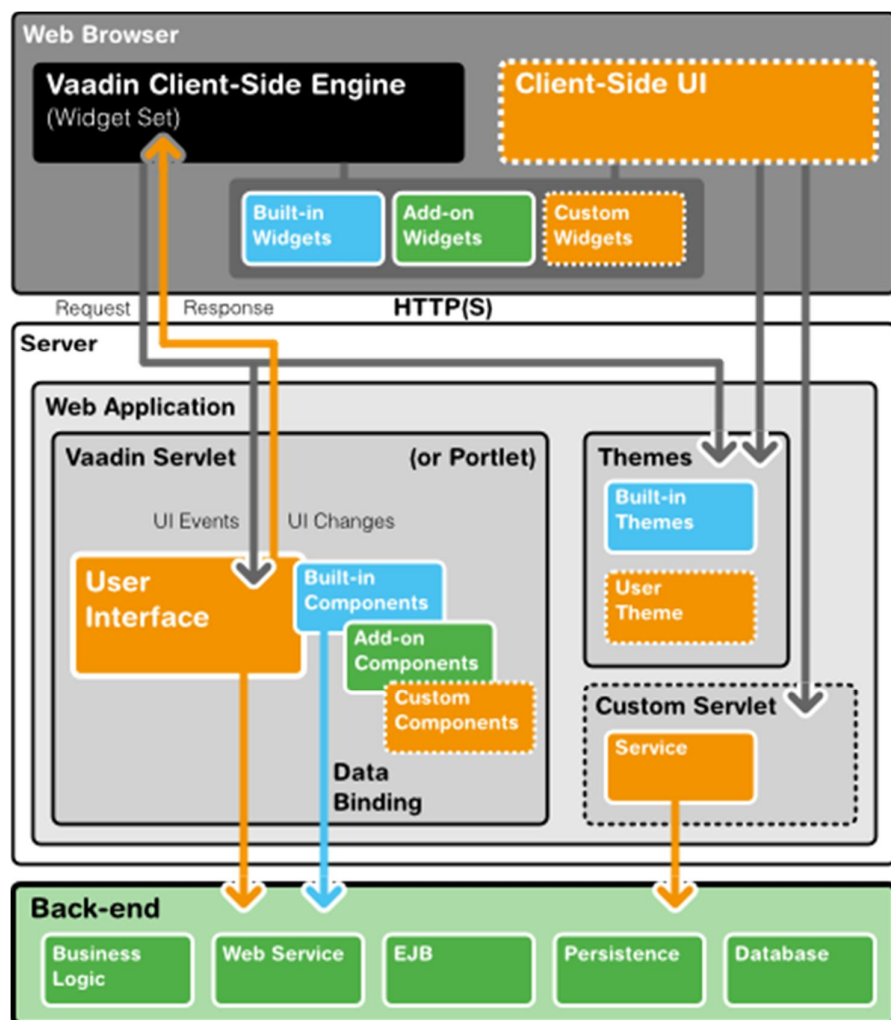 Web Browser
Vaadin Client-Side Engine
(Widget Set)
Client-Side UI
Built-in
Widgets
Add-on
Widgets
Custom
Widgets
Request
Response
HTTP(S)
Server
Web Application
Vaadin Servlet
(or Portlet)
UI Events
UI Changes
User
Interface
Built-in
Components
Add-on
Components
Custom
Components
Data
Binding
Themes
Built-in
Themes
User
Theme
Custom Servlet
Service
Back-end
Business
Logic
Web Service
EJB
Persistence
Database